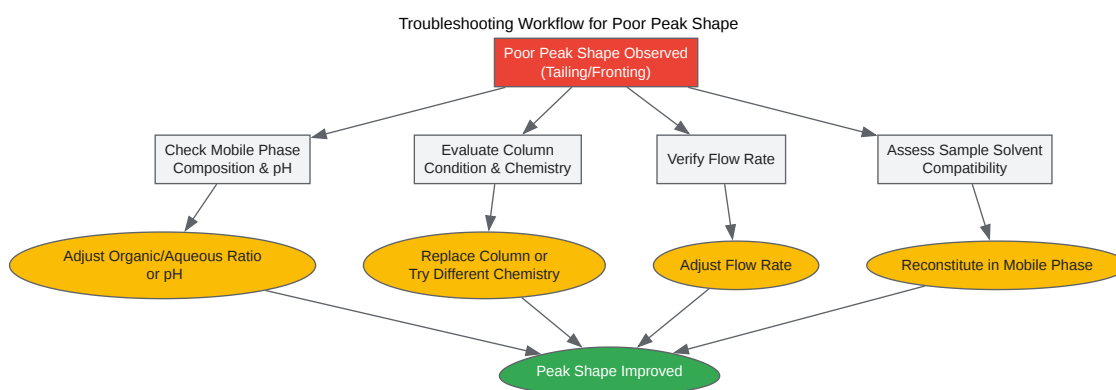 Troubleshooting Workflow for Poor Peak Shape
Poor Peak Shape Observed
(Tailing/Fronting)
Check Mobile Phase
Composition & pH
Evaluate Column
Condition & Chemistry
Verify Flow Rate
Assess Sample Solvent
Compatibility
Adjust Organic/Aqueous Ratio
or pH
Replace Column or
Try Different Chemistry
Adjust Flow Rate
Reconstitute in Mobile Phase
Peak Shape Improved